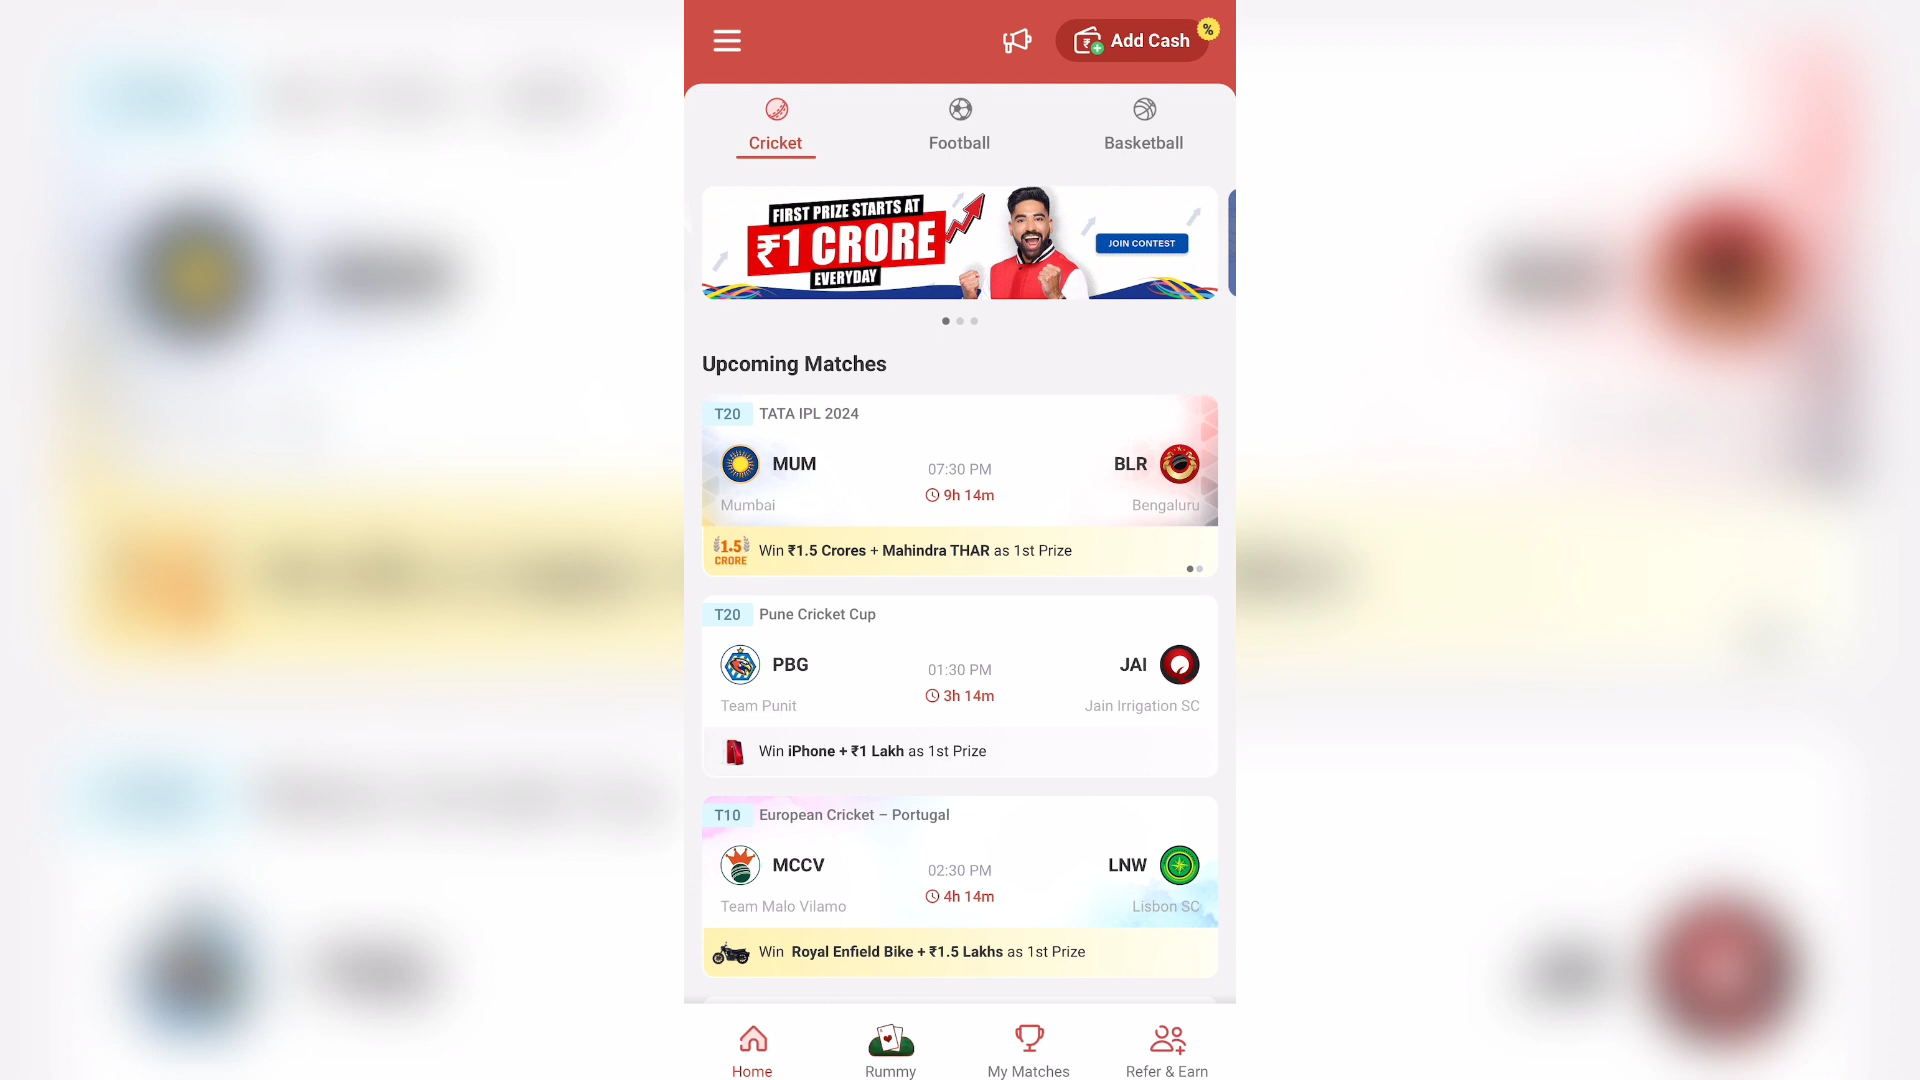 Add Cash
%
Cricket
Football
Basketball
FIRST PRIZE STARTS AT
₹1 CRORE
EVERYDAY
JOIN CONTEST
Upcoming Matches
T20 TATA IPL 2024
MUM
07:30 PM
BLR
9h 14m
Mumbai
Bengaluru
1.5
CRORE
Win ₹1.5 Crores + Mahindra THAR as 1st Prize
T20 Pune Cricket Cup
PBG
01:30 PM
JAI
3h 14m
Team Punit
Jain Irrigation SC
Win iPhone + ₹1 Lakh as 1st Prize
T10 European Cricket – Portugal
MCCV
02:30 PM
LNW
4h 14m
Team Malo Vilamo
Lisbon SC
Win Royal Enfield Bike + ₹1.5 Lakhs as 1st Prize
Home
Rummy
My Matches
Refer & Earn